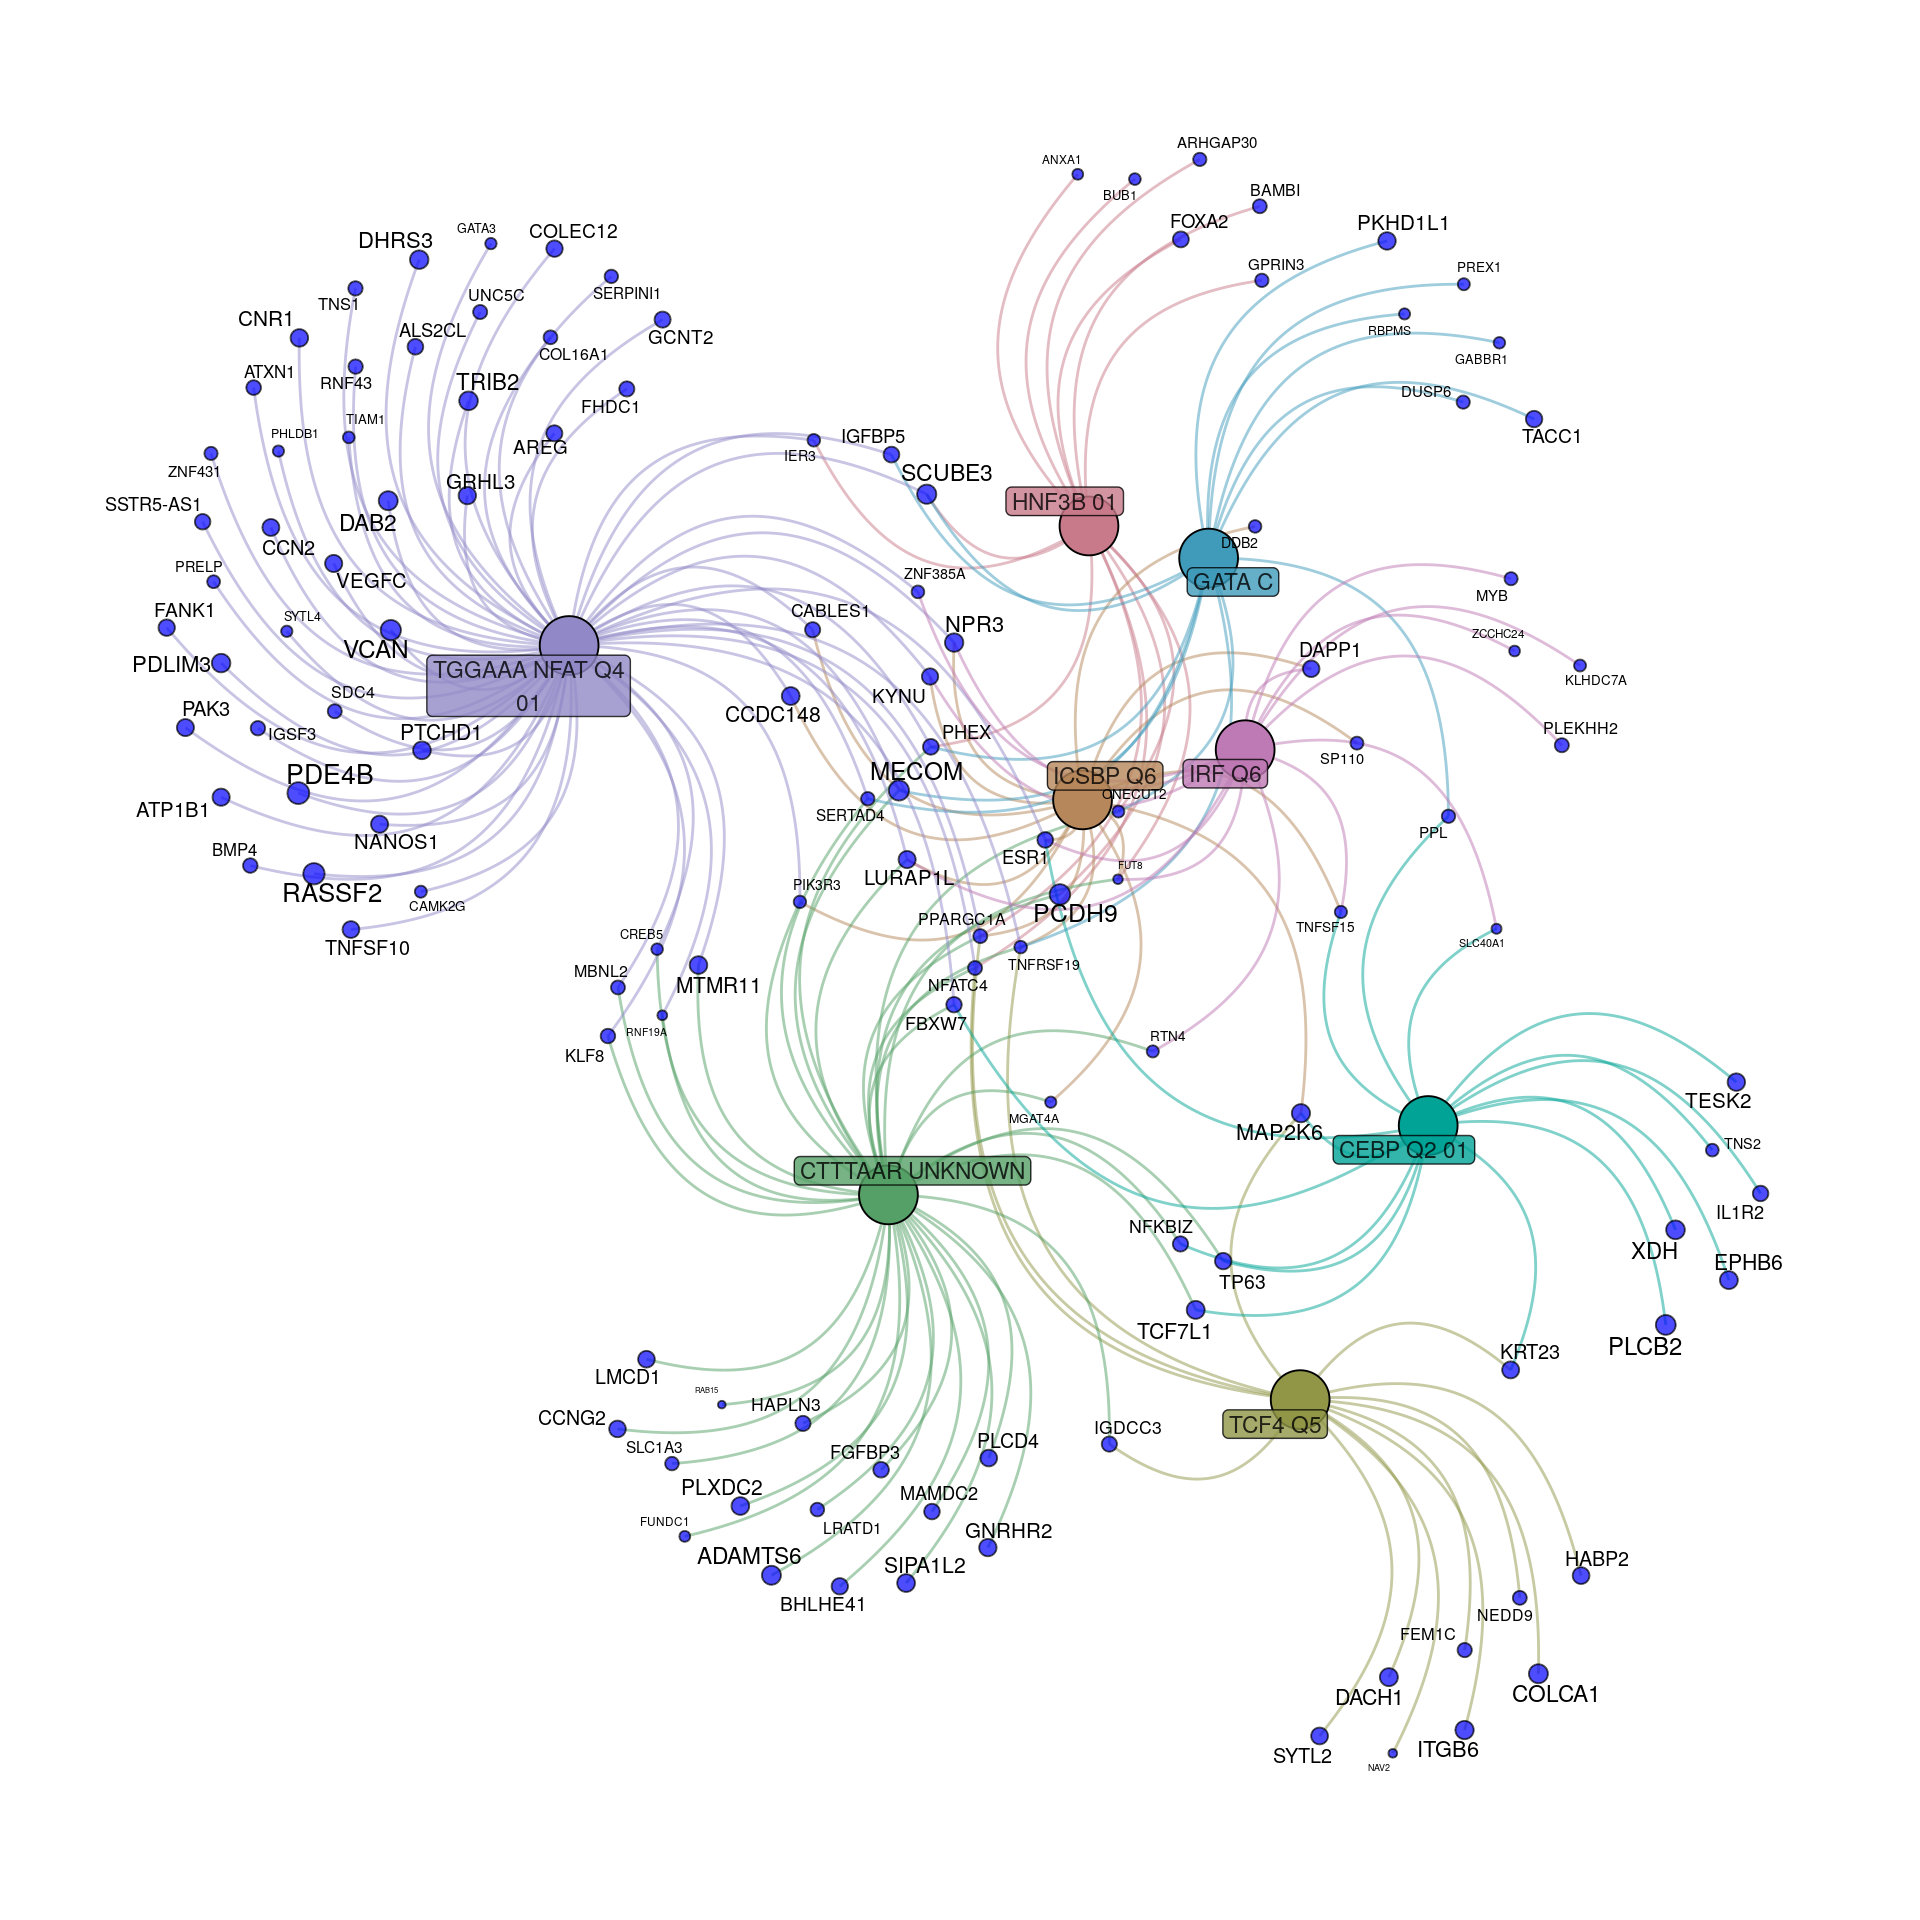 ARHGAP30
ANXA1
BUB1
BAMBI
FOXA2
PKHD1L1
GATA3
COLEC12
DHRS3
GPRIN3
PREX1
UNC5C
SERPINI1
TNS1
CNR1
ALS2CL
GCNT2
RBPMS
COL16A1
GABBR1
ATXN1
RNF43
TRIB2
DUSP6
FHDC1
TIAM1
PHLDB1
AREG
IGFBP5
IER3
TACC1
ZNF431
SCUBE3
GRHL3
HNF3B 01
SSTR5-AS1
DAB2
CCN2
DDB2
PRELP
VEGFC
ZNF385A
GATA C
MYB
FANK1
SYTL4
CABLES1
NPR3
ZCCHC24
VCAN
DAPP1
PDLIM3
TGGAAA NFAT Q4
01
KLHDC7A
SDC4
KYNU
PAK3
CCDC148
IGSF3
PTCHD1
PHEX
PLEKHH2
SP110
PDE4B
MECOM
ICSBP Q6
IRF Q6
ONECUT2
ATP1B1
SERTAD4
NANOS1
PPL
BMP4
ESR1
FUT8
LURAP1L
RASSF2
PIK3R3
CAMK2G
PCDH9
PPARGC1A
TNFSF15
CREB5
TNFSF10
SLC40A1
TNFRSF19
MBNL2
MTMR11
NFATC4
FBXW7
RNF19A
RTN4
KLF8
TESK2
MGAT4A
MAP2K6
TNS2
CEBP Q2 01
CTTTAAR UNKNOWN
IL1R2
NFKBIZ
XDH
EPHB6
TP63
TCF7L1
PLCB2
KRT23
LMCD1
RAB15
HAPLN3
CCNG2
TCF4 Q5
IGDCC3
SLC1A3
FGFBP3
PLCD4
PLXDC2
MAMDC2
FUNDC1
LRATD1
GNRHR2
ADAMTS6
SIPA1L2
HABP2
BHLHE41
NEDD9
FEM1C
DACH1
COLCA1
SYTL2
ITGB6
NAV2